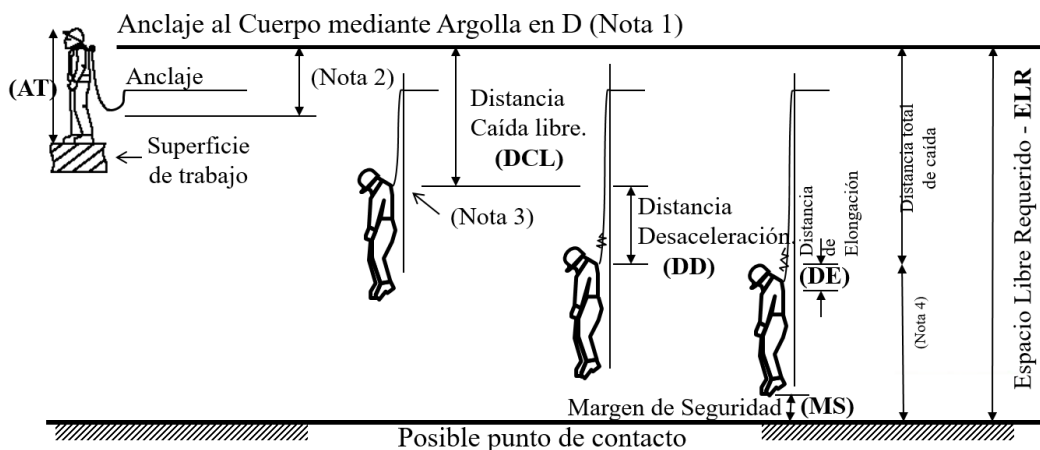 Anclaje al Cuerpo mediante Argolla en D (Nota 1)
(AT)
Anclaje
(Nota 2)
Superficie
de trabajo
Distancia
Caída libre.
(DCL)
(Nota 3)
Distancia
Desaceleración.
(DD)
Distancia
de
Elongación
(DE)
Distancia total
de caída
(Nota 4)
Espacio Libre Requerido - ELR
Margen de Seguridad (MS)
Posible punto de contacto